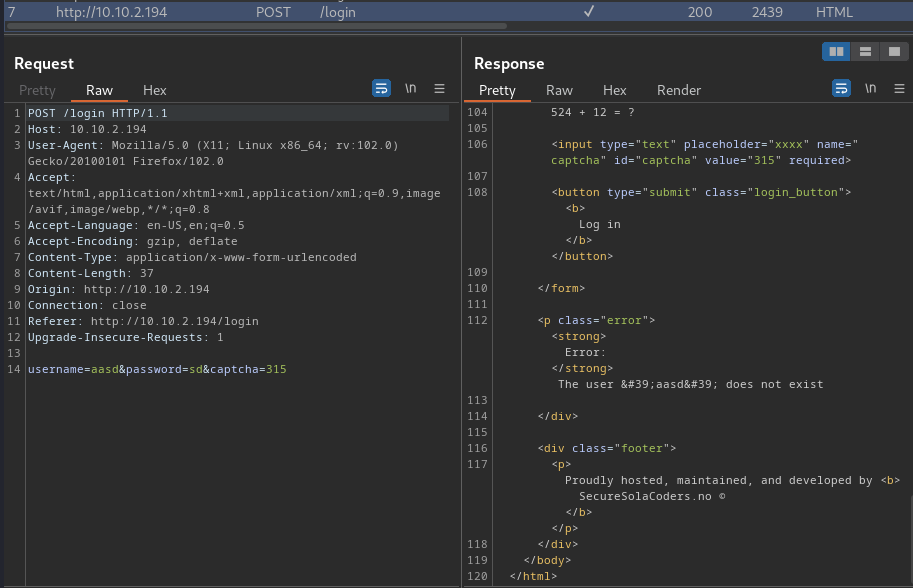 7 http://10.10.2.194 POST /login ✓ 200 2439 HTML
Request
Pretty Raw Hex \n
1 POST /login HTTP/1.1
2 Host: 10.10.2.194
3 User-Agent: Mozilla/5.0 (X11; Linux x86_64; rv:102.0)
Gecko/20100101 Firefox/102.0
4 Accept:
text/html,application/xhtml+xml,application/xml;q=0.9,image
/avif,image/webp,*/*;q=0.8
5 Accept-Language: en-US,en;q=0.5
6 Accept-Encoding: gzip, deflate
7 Content-Type: application/x-www-form-urlencoded
8 Content-Length: 37
9 Origin: http://10.10.2.194
10 Connection: close
11 Referer: http://10.10.2.194/login
12 Upgrade-Insecure-Requests: 1
13
14 username=aasd&password=sd&captcha=315
Response
Pretty Raw Hex Render \n
104 524 + 12 = ?
105
106 <input type="text" placeholder="xxxx" name="
captcha" id="captcha" value="315" required>
107
108 <button type="submit" class="login_button">
<b>
Log in
</b>
</button>
109
110 </form>
111
112 <p class="error">
<strong>
Error:
</strong>
The user &#39;aasd&#39; does not exist
113
114 </div>
115
116 <div class="footer">
117 <p>
Proudly hosted, maintained, and developed by <b>
SecureSolaCoders.no ©
</b>
</p>
118 </div>
119 </body>
120 </html>